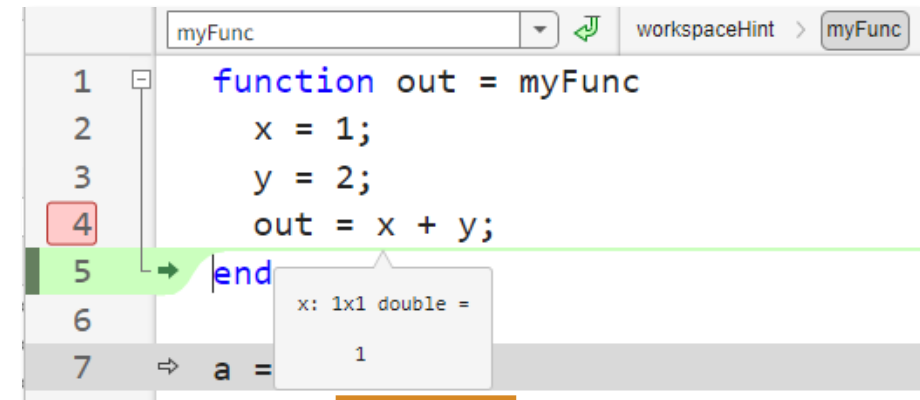 myFunc workspaceHint > myFunc
1 function out = myFunc
2 x = 1;
3 y = 2;
4 out = x + y;
5 end
x: 1x1 double =
6
1
7 a =